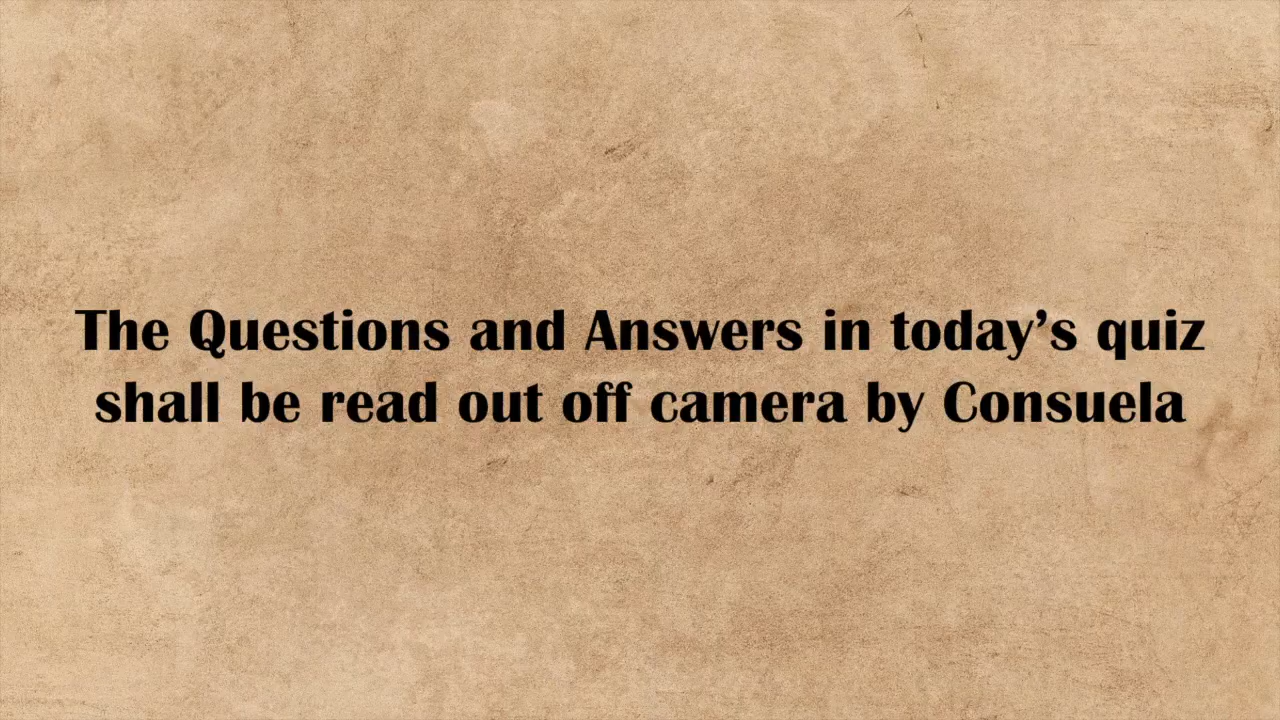 The Questions and Answers in today’s quiz
shall be read out off camera by Consuela